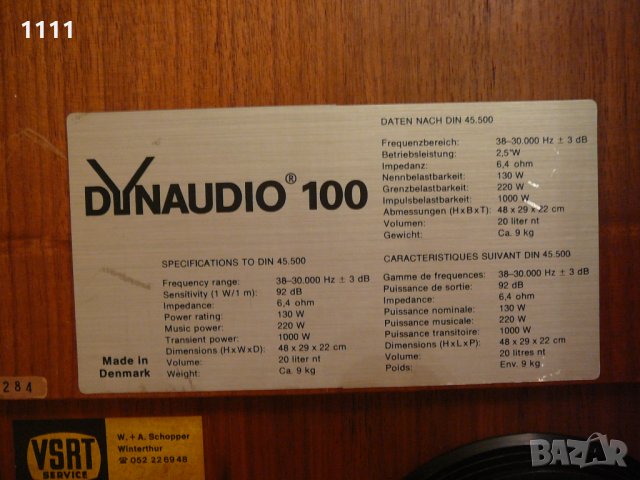 1111
DYNAUDIO® 100
SPECIFICATIONS TO DIN 45.500
Frequency range: 38–30.000 Hz ± 3 dB
Sensitivity (1 W/1 m): 92 dB
Impedance: 6,4 ohm
Power rating: 130 W
Music power: 220 W
Transient power: 1000 W
Dimensions (HxWxD): 48 x 29 x 22 cm
Volume: 20 liter nt
Weight: Ca. 9 kg
Made in
Denmark
DATEN NACH DIN 45.500
Frequenzbereich: 38–30.000 Hz ± 3 dB
Betriebsleistung: 2,5 W
Impedanz: 6,4 ohm
Nennbelastbarkeit: 130 W
Grenzbelastbarkeit: 220 W
Impulsbelastbarkeit: 1000 W
Abmessungen (HxBxT): 48 x 29 x 22 cm
Volumen: 20 liter nt
Gewicht: Ca. 9 kg
CARACTERISTIQUES SUIVANT DIN 45.500
Gamme de frequences: 38–30.000 Hz ± 3 dB
Puissance de sortie: 92 dB
Impedance: 6,4 ohm
Puissance nominale: 130 W
Puissance musicale: 220 W
Puissance transitoire: 1000 W
Dimensions (HxLxP): 48 x 29 x 22 cm
Volume: 20 litres nt
Poids: Env. 9 kg
284
VSRT
SERVICE
W. + A. Schopper
Winterthur
☎ 052 22 69 48
BAZAR